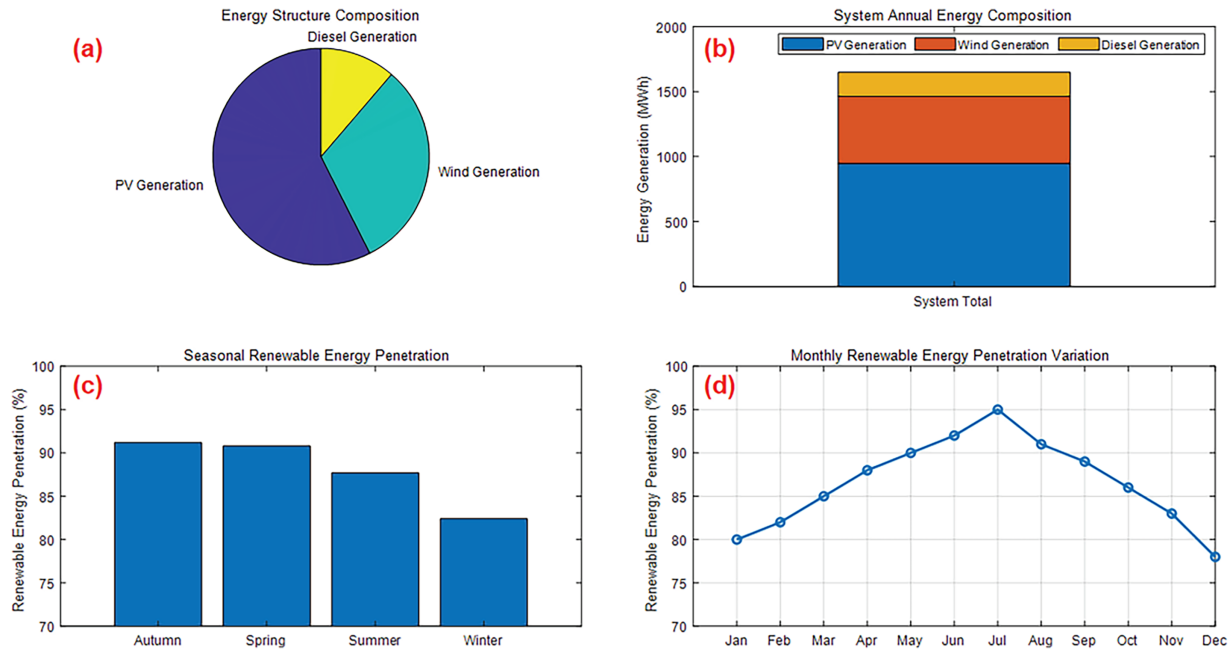 Energy Structure Composition
(a)
Diesel Generation
PV Generation
Wind Generation
System Annual Energy Composition
(b)
PV Generation Wind Generation Diesel Generation
Energy Generation (MWh)
2000
1500
1000
500
0
System Total
Seasonal Renewable Energy Penetration
(c)
Renewable Energy Penetration (%)
100
95
90
85
80
75
70
Autumn Spring Summer Winter
Monthly Renewable Energy Penetration Variation
(d)
Renewable Energy Penetration (%)
100
95
90
85
80
75
70
Jan Feb Mar Apr May Jun Jul Aug Sep Oct Nov Dec